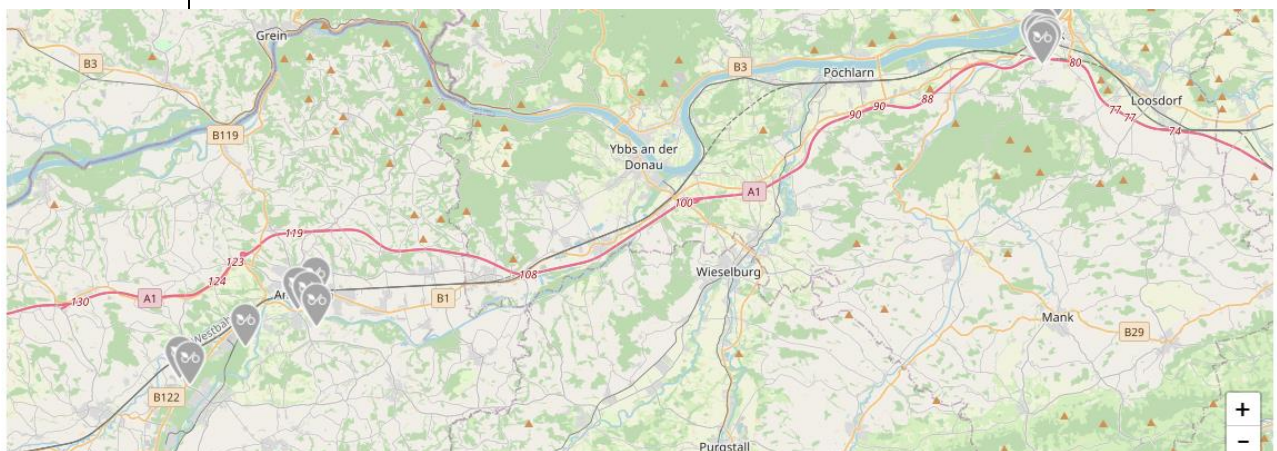 Grein
B3
B3
80
Pöchlarn
90
88
90
Loosdorf
77
77
74
B119
Ybbs an der
Donau
A1
100
119
123
124
108
130
A1
Wieselburg
B1
Westbah
Mank
B29
B122
Purgstall
+
−